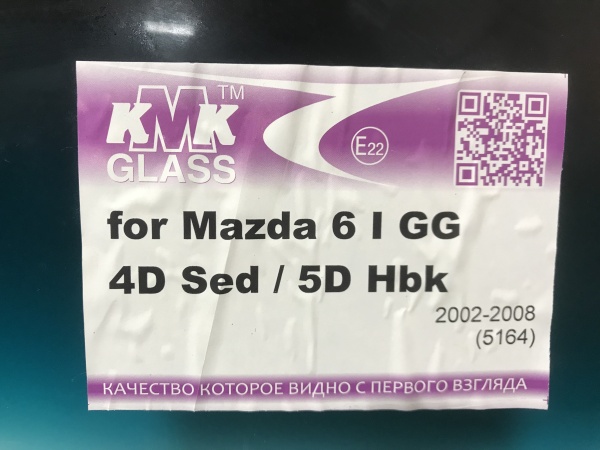 KMK™
GLASS
E22
for Mazda 6 I GG
4D Sed / 5D Hbk
2002-2008
(5164)
КАЧЕСТВО КОТОРОЕ ВИДНО С ПЕРВОГО ВЗГЛЯДА